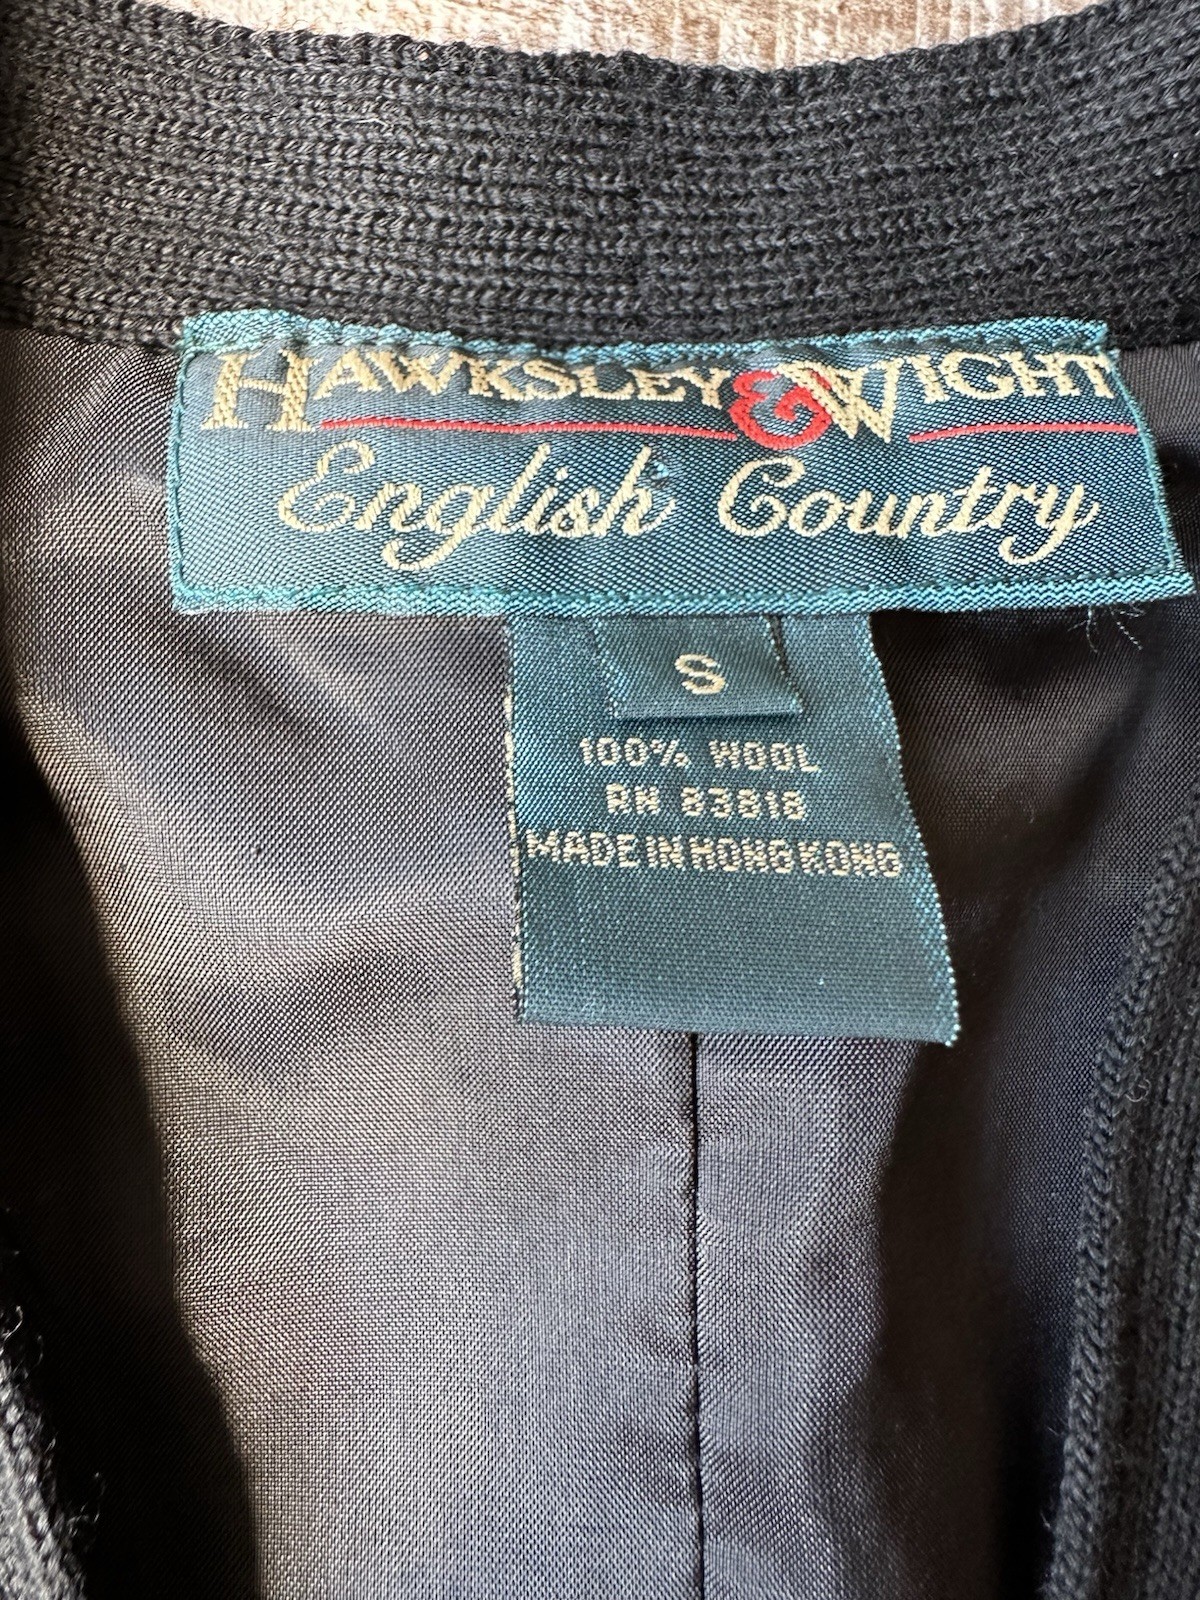 HAWKSLEY & WIGHT
English Country
S
100% WOOL
RN 83818
MADE IN HONG KONG